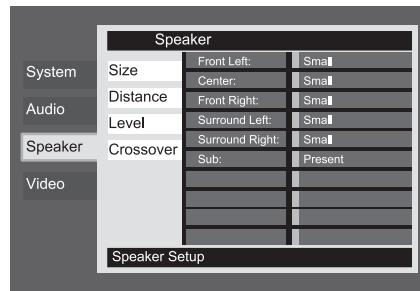 Speaker
System
Audio
Speaker
Video
Size
Distance
Level
Crossover
Front Left: Small
Center: Small
Front Right: Small
Surround Left: Small
Surround Right: Small
Sub: Present
Speaker Setup